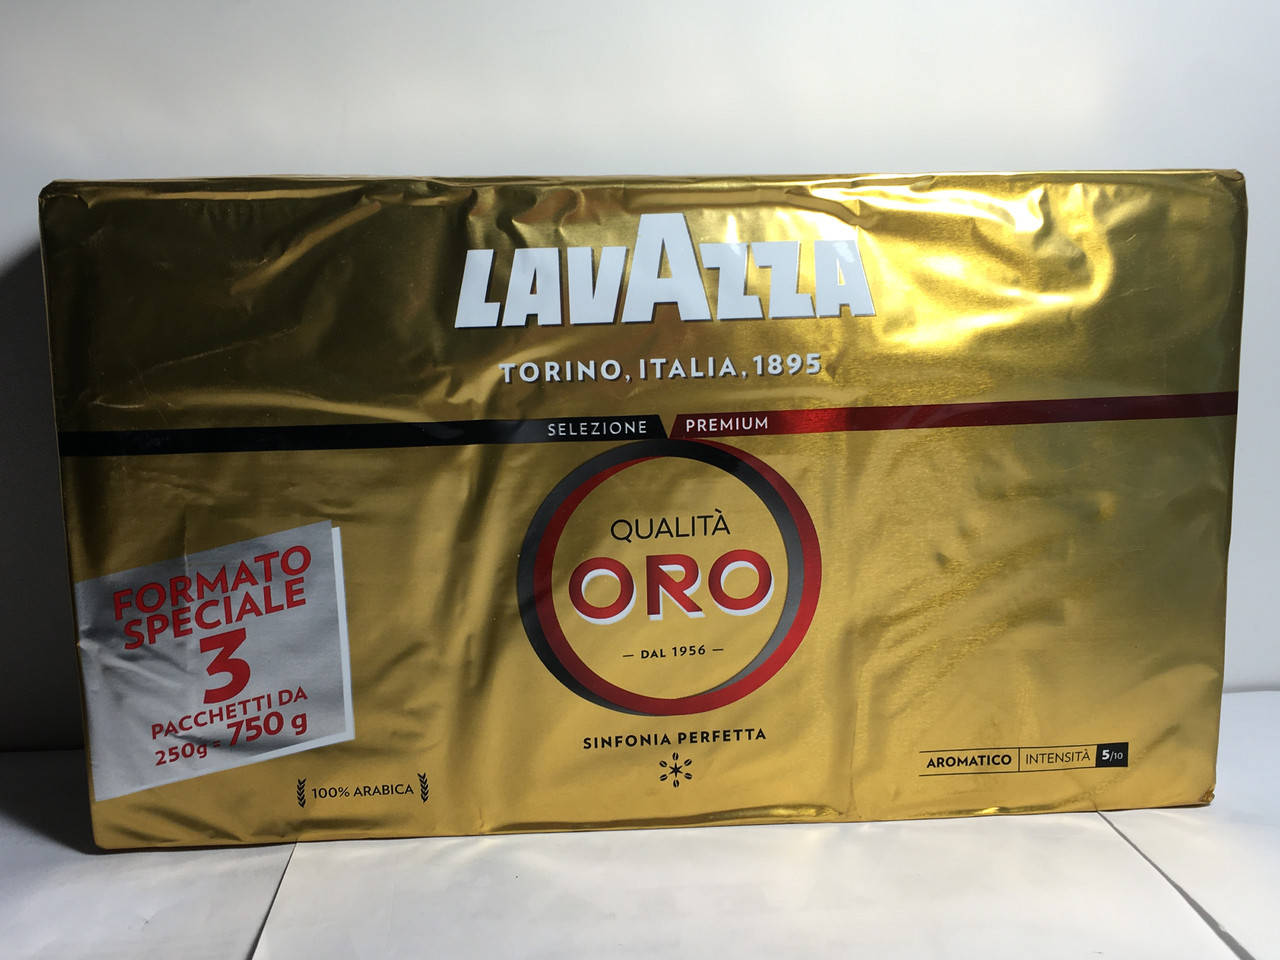 LAVAZZA
TORINO, ITALIA, 1895
SELEZIONE PREMIUM
QUALITÀ
ORO
— DAL 1956 —
SINFONIA PERFETTA
FORMATO
SPECIALE
3
PACCHETTI DA
250g = 750 g
100% ARABICA
AROMATICO INTENSITÀ 5/10